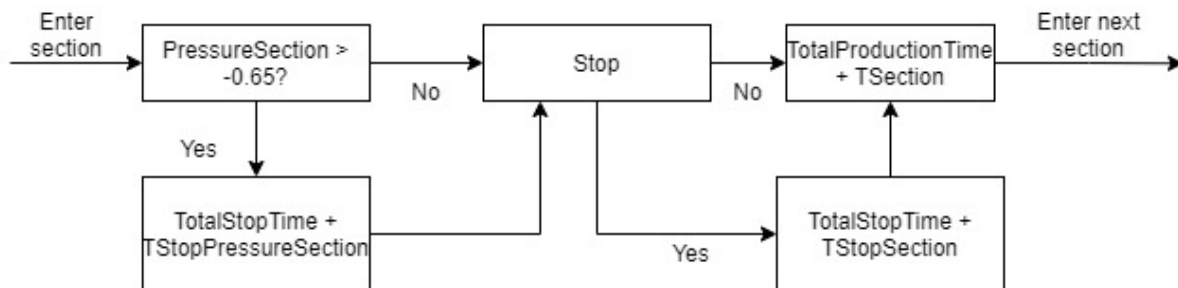 Enter
section
PressureSection >
-0.65?
No
Stop
No
TotalProductionTime
+ TSection
Enter next
section
Yes
TotalStopTime +
TStopPressureSection
Yes
TotalStopTime +
TStopSection